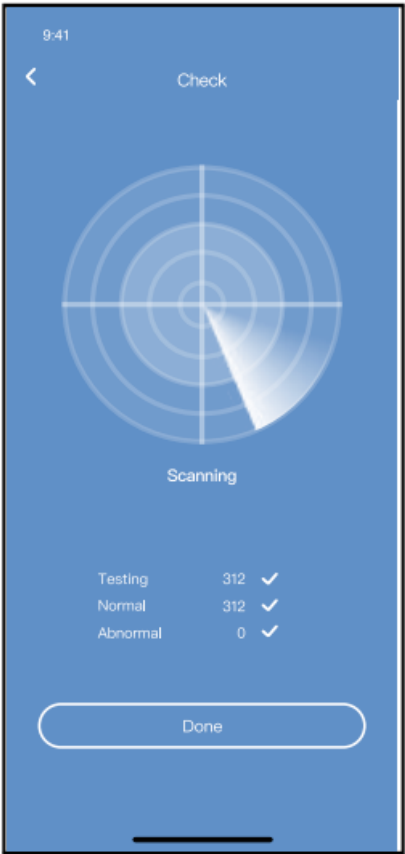 9:41
Check
Scanning
Testing 312
Normal 312
Abnormal 0
Done